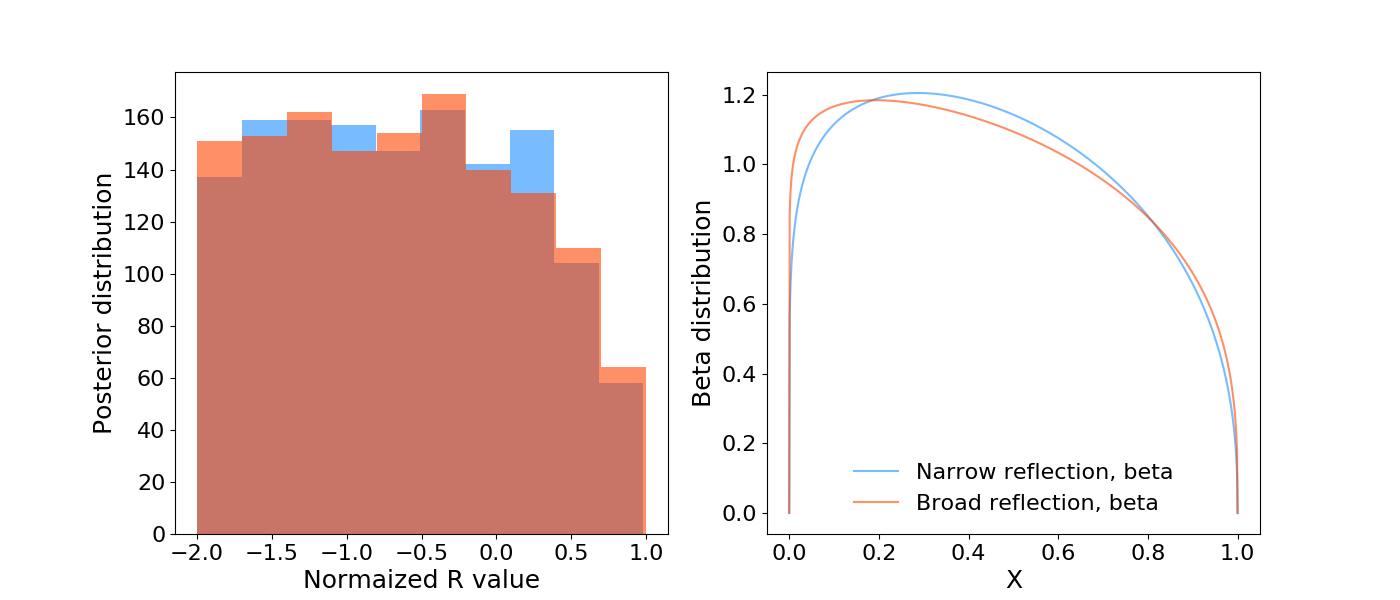 Posterior distribution
160
140
120
100
80
60
40
20
0
−2.0 −1.5 −1.0 −0.5 0.0 0.5 1.0
Normaized R value
Beta distribution
1.2
1.0
0.8
0.6
0.4
0.2
0.0
Narrow reflection, beta
Broad reflection, beta
0.0 0.2 0.4 0.6 0.8 1.0
X